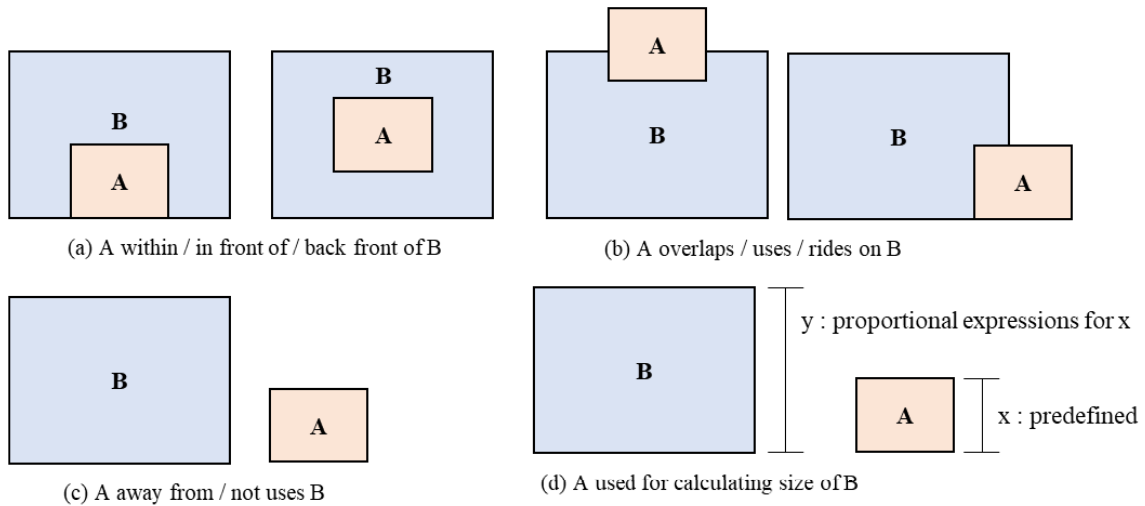 B
A
B
A
A
B
B
A
(a) A within / in front of / back front of B
(b) A overlaps / uses / rides on B
B
A
(c) A away from / not uses B
B
A
y : proportional expressions for x
x : predefined
(d) A used for calculating size of B